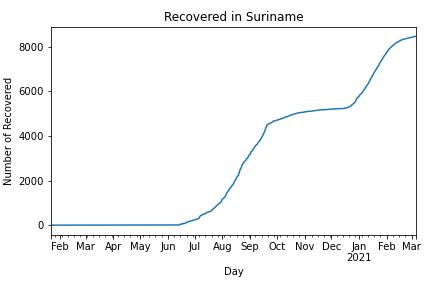 Recovered in Suriname
Number of Recovered
8000
6000
4000
2000
0
Feb Mar Apr May Jun Jul Aug Sep Oct Nov Dec Jan Feb Mar
2021
Day